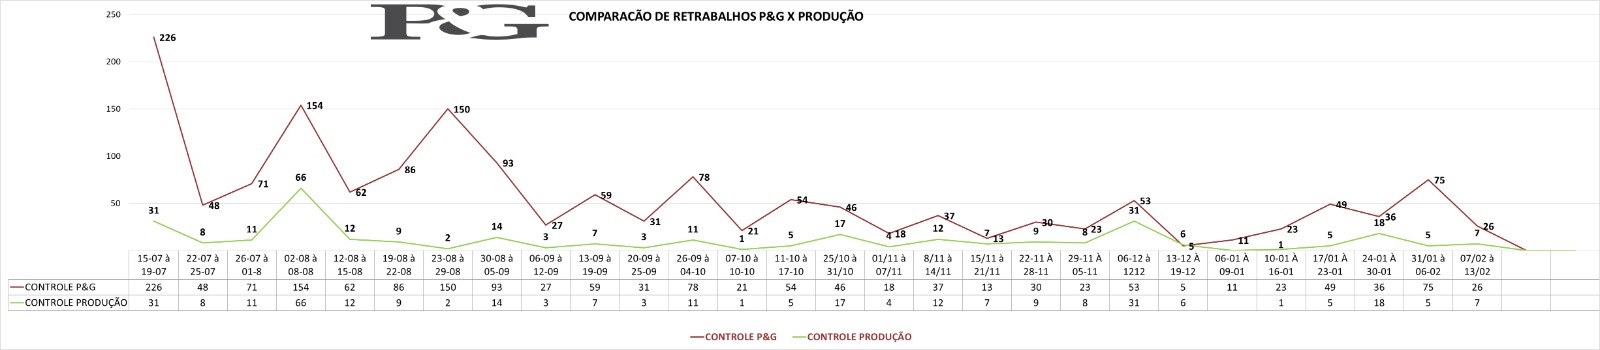 P&G
COMPARACÃO DE RETRABALHOS P&G X PRODUÇÃO
250
200
150
100
50
226 48 71 154 62 86 150 93 27 59 31 78 21 54 46 18 37 13 30 23 53 5 11 23 49 36 75 26
31 8 11 66 12 9 2 14 3 7 3 11 1 5 17 4 12 7 9 8 31 6 1 5 18 5 7
15-07 à 22-07 à 26-07 à 02-08 à 12-08 à 19-08 à 23-08 à 30-08 à 06-09 à 13-09 à 20-09 à 26-09 à 07-10 à 11-10 à 25/10 à 01/11 à 8/11 à 15/11 à 22-11 À 29-11 À 06-12 à 13-12 À 06-01 À 10-01 À 17/01 À 24-01 À 31/01 à 07/02 à
19-07 25-07 01-8 08-08 15-08 22-08 29-08 05-09 12-09 19-09 25-09 04-10 10-10 17-10 31/10 07/11 14/11 21/11 28-11 05-11 1212 19-12 09-01 16-01 23-01 30-01 06-02 13/02
CONTROLE P&G 226 48 71 154 62 86 150 93 27 59 31 78 21 54 46 18 37 13 30 23 53 5 11 23 49 36 75 26
CONTROLE PRODUÇÃO 31 8 11 66 12 9 2 14 3 7 3 11 1 5 17 4 12 7 9 8 31 6 1 5 18 5 7
CONTROLE P&G CONTROLE PRODUÇÃO